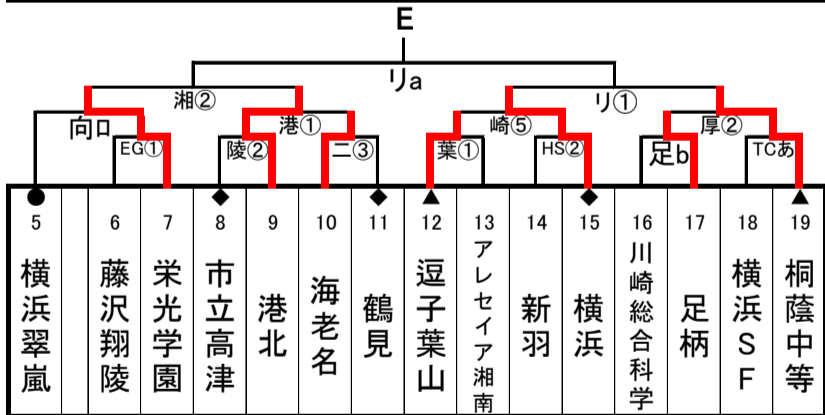 E
リa
湘② リ①
向ロ 港① 崎⑤ 厚②
EG① 陵② 二③ 葉① HS② 足b TCあ
5 6 7 8 9 10 11 12 13 14 15 16 17 18 19
横浜翠嵐
藤沢翔陵
栄光学園
市立高津
港北
海老名
鶴見
逗子葉山
アレセイア湘南
新羽
横浜
川崎総合科学
足柄
横浜SF
桐蔭中等